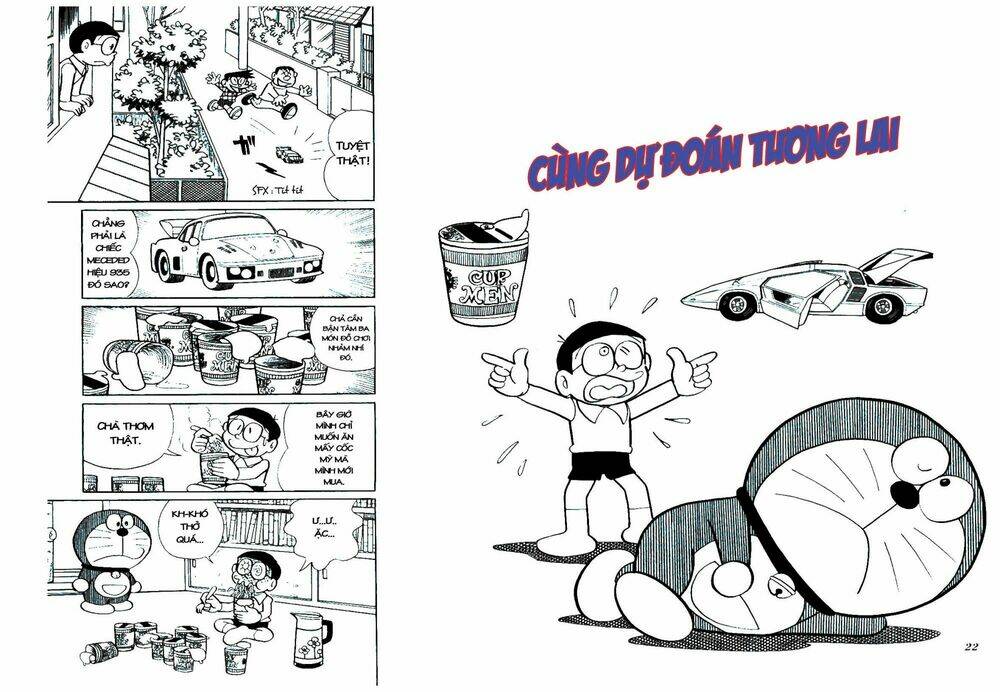 CÙNG DỰ ĐOÁN TƯƠNG LAI
CUP
MEN
22
TUYỆT
THẬT!
SFX : Tít tít
CHẲNG
PHẢI LÀ
CHIẾC
MECEDED
HIỆU 935
ĐÓ SAO?
CHẢ CẦN
BẬN TÂM BA
MÓN ĐỒ CHƠI
NHẢM NHÍ
ĐÓ.
CUP
MEN
BÂY GIỜ
MÌNH CHỈ
MUỐN ĂN
MẤY CỐC
MỲ MÀ
MÌNH MỚI
MUA.
CHÀ THƠM
THẬT.
Ư...Ư..
ẶC...
KH-KHÓ
THỞ
QUÁ...